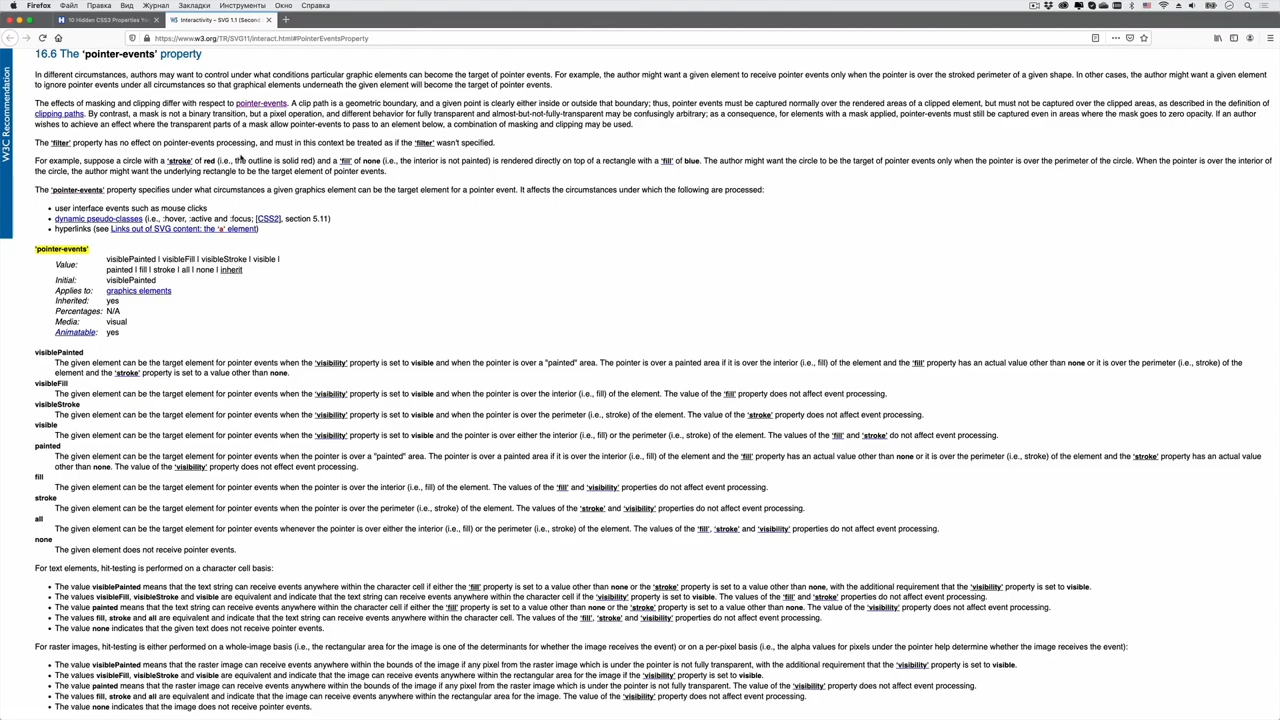 Firefox Файл Правка Вид Журнал Закладки Инструменты Окно Справка
10 Hidden CSS3 Properties Yo
Interactivity – SVG 1.1 (Second
https://www.w3.org/TR/SVG11/interact.html#PointerEventsProperty
W3C Recommendation
16.6 The ‘pointer-events’ property
In different circumstances, authors may want to control under what conditions particular graphic elements can become the target of pointer events. For example, the author might want a given element to receive pointer events only when the pointer is over the stroked perimeter of a given shape. In other cases, the author might want a given element
to ignore pointer events under all circumstances so that graphical elements underneath the given element will become the target of pointer events.
The effects of masking and clipping differ with respect to pointer-events. A clip path is a geometric boundary, and a given point is clearly either inside or outside that boundary; thus, pointer events must be captured normally over the rendered areas of a clipped element, but must not be captured over the clipped areas, as described in the definition of
clipping paths. By contrast, a mask is not a binary transition, but a pixel operation, and different behavior for fully transparent and almost-but-not-fully-transparent may be confusingly arbitrary; as a consequence, for elements with a mask applied, pointer-events must still be captured even in areas where the mask goes to zero opacity. If an author
wishes to achieve an effect where the transparent parts of a mask allow pointer-events to pass to an element below, a combination of masking and clipping may be used.
The ‘filter’ property has no effect on pointer-events processing, and must in this context be treated as if the ‘filter’ wasn't specified.
For example, suppose a circle with a ‘stroke’ of red (i.e., the outline is solid red) and a ‘fill’ of none (i.e., the interior is not painted) is rendered directly on top of a rectangle with a ‘fill’ of blue. The author might want the circle to be the target of pointer events only when the pointer is over the perimeter of the circle. When the pointer is over the interior of
the circle, the author might want the underlying rectangle to be the target element of pointer events.
The ‘pointer-events’ property specifies under what circumstances a given graphics element can be the target element for a pointer event. It affects the circumstances under which the following are processed:
• user interface events such as mouse clicks
• dynamic pseudo-classes (i.e., :hover, :active and :focus; [CSS2], section 5.11)
• hyperlinks (see Links out of SVG content: the ‘a’ element)
‘pointer-events’
Value: visiblePainted | visibleFill | visibleStroke | visible |
painted | fill | stroke | all | none | inherit
Initial: visiblePainted
Applies to: graphics elements
Inherited: yes
Percentages: N/A
Media: visual
Animatable: yes
visiblePainted
The given element can be the target element for pointer events when the ‘visibility’ property is set to visible and when the pointer is over a "painted" area. The pointer is over a painted area if it is over the interior (i.e., fill) of the element and the ‘fill’ property has an actual value other than none or it is over the perimeter (i.e., stroke) of the
element and the ‘stroke’ property is set to a value other than none.
visibleFill
The given element can be the target element for pointer events when the ‘visibility’ property is set to visible and when the pointer is over the interior (i.e., fill) of the element. The value of the ‘fill’ property does not affect event processing.
visibleStroke
The given element can be the target element for pointer events when the ‘visibility’ property is set to visible and when the pointer is over the perimeter (i.e., stroke) of the element. The value of the ‘stroke’ property does not affect event processing.
visible
The given element can be the target element for pointer events when the ‘visibility’ property is set to visible and the pointer is over either the interior (i.e., fill) or the perimeter (i.e., stroke) of the element. The values of the ‘fill’ and ‘stroke’ do not affect event processing.
painted
The given element can be the target element for pointer events when the pointer is over a "painted" area. The pointer is over a painted area if it is over the interior (i.e., fill) of the element and the ‘fill’ property has an actual value other than none or it is over the perimeter (i.e., stroke) of the element and the ‘stroke’ property has an actual value
other than none. The value of the ‘visibility’ property does not effect event processing.
fill
The given element can be the target element for pointer events when the pointer is over the interior (i.e., fill) of the element. The values of the ‘fill’ and ‘visibility’ properties do not affect event processing.
stroke
The given element can be the target element for pointer events when the pointer is over the perimeter (i.e., stroke) of the element. The values of the ‘stroke’ and ‘visibility’ properties do not affect event processing.
all
The given element can be the target element for pointer events whenever the pointer is over either the interior (i.e., fill) or the perimeter (i.e., stroke) of the element. The values of the ‘fill’, ‘stroke’ and ‘visibility’ properties do not affect event processing.
none
The given element does not receive pointer events.
For text elements, hit-testing is performed on a character cell basis:
• The value visiblePainted means that the text string can receive events anywhere within the character cell if either the ‘fill’ property is set to a value other than none or the ‘stroke’ property is set to a value other than none, with the additional requirement that the ‘visibility’ property is set to visible.
• The values visibleFill, visibleStroke and visible are equivalent and indicate that the text string can receive events anywhere within the character cell if the ‘visibility’ property is set to visible. The values of the ‘fill’ and ‘stroke’ properties do not affect event processing.
• The value painted means that the text string can receive events anywhere within the character cell if either the ‘fill’ property is set to a value other than none or the ‘stroke’ property is set to a value other than none. The value of the ‘visibility’ property does not affect event processing.
• The values fill, stroke and all are equivalent and indicate that the text string can receive events anywhere within the character cell. The values of the ‘fill’, ‘stroke’ and ‘visibility’ properties do not affect event processing.
• The value none indicates that the given text does not receive pointer events.
For raster images, hit-testing is either performed on a whole-image basis (i.e., the rectangular area for the image is one of the determinants for whether the image receives the event) or on a per-pixel basis (i.e., the alpha values for pixels under the pointer help determine whether the image receives the event):
• The value visiblePainted means that the raster image can receive events anywhere within the bounds of the image if any pixel from the raster image which is under the pointer is not fully transparent, with the additional requirement that the ‘visibility’ property is set to visible.
• The values visibleFill, visibleStroke and visible are equivalent and indicate that the image can receive events anywhere within the rectangular area for the image if the ‘visibility’ property is set to visible.
• The value painted means that the raster image can receive events anywhere within the bounds of the image if any pixel from the raster image which is under the pointer is not fully transparent. The value of the ‘visibility’ property does not affect event processing.
• The values fill, stroke and all are equivalent and indicate that the image can receive events anywhere within the rectangular area for the image. The value of the ‘visibility’ property does not affect event processing.
• The value none indicates that the image does not receive pointer events.